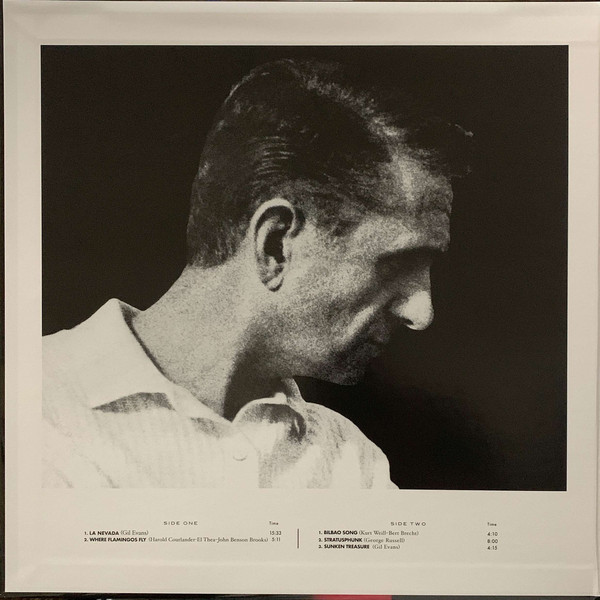 SIDE ONE Time
1. LA NEVADA (Gil Evans) 15:33
2. WHERE FLAMINGOS FLY (Harold Courlander-El Thea-John Benson Brooks) 5:11
SIDE TWO Time
1. BILBAO SONG (Kurt Weill-Bert Brecht) 4:10
2. STRATUSPHUNK (George Russell) 8:00
3. SUNKEN TREASURE (Gil Evans) 4:15